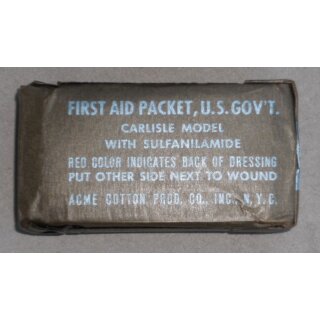 FIRST AID PACKET, U.S. GOV'T.
CARLISLE MODEL
WITH SULFANILAMIDE
RED COLOR INDICATES BACK OF DRESSING
PUT OTHER SIDE NEXT TO WOUND
ACME COTTON PROD. CO., INC., N. Y. C.